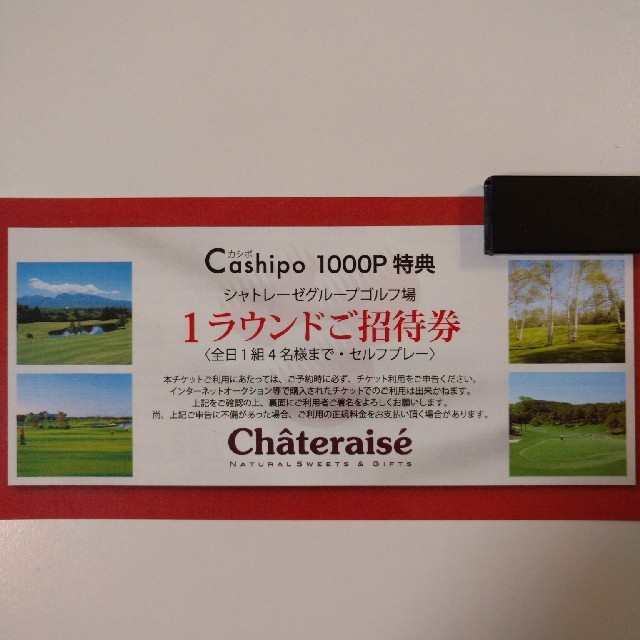 カシポ
Cashipo 1000P 特典
シャトレーゼグループゴルフ場
1ラウンドご招待券
〈全日1組4名様まで・セルフプレー〉
本チケットご利用にあたっては、ご予約時に必ず、チケット利用をご申告ください。
インターネットオークション等で購入されたチケットでのご利用は出来かねます。
上記をご確認の上、裏面にご利用者ご署名をよろしくお願いします。
尚、上記ご申告に不備があった場合、ご利用の正規料金をお支払い頂く場合があります。
Châteraisé
NATURAL SWEETS & GIFTS